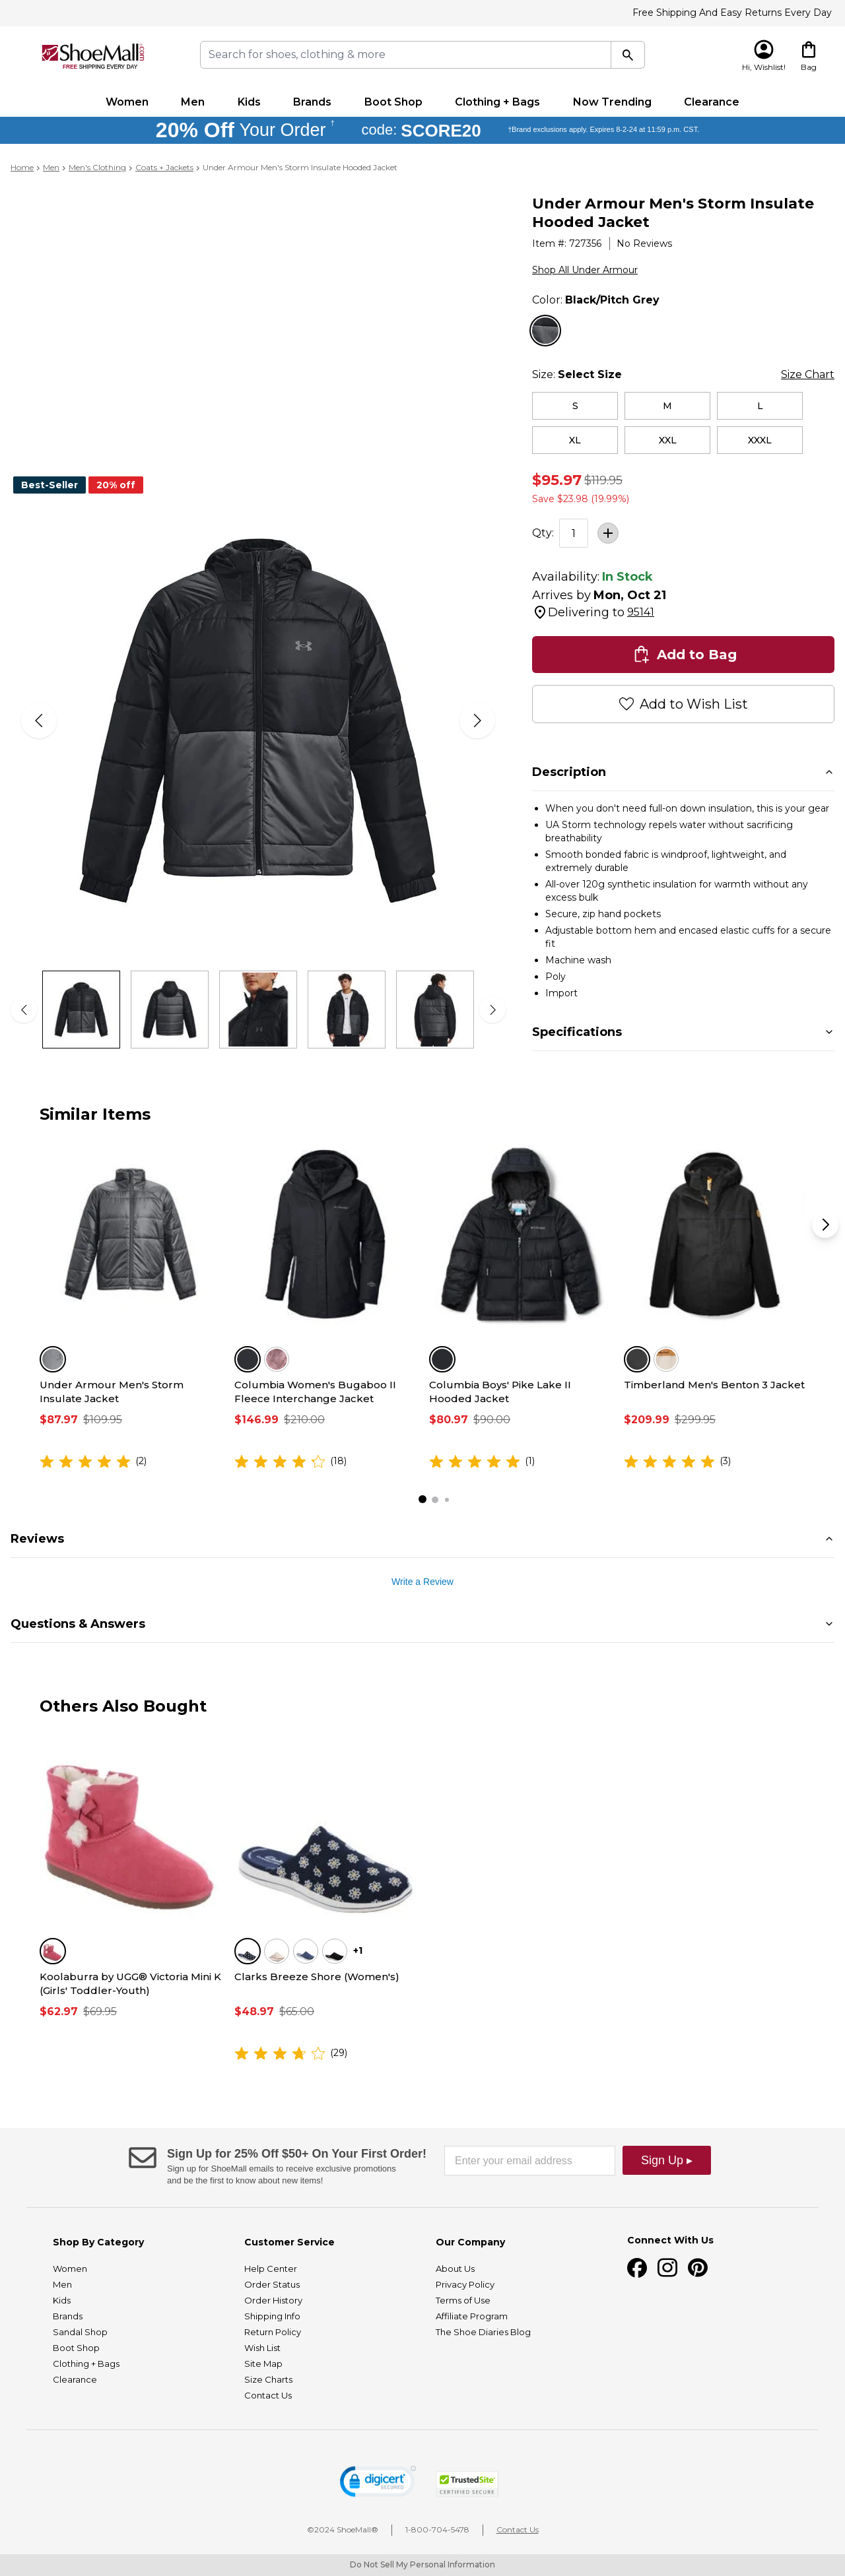 Free Shipping And Easy Returns Every Day
ShoeMall
FREE SHIPPING EVERY DAY
Search for shoes, clothing & more
Hi, Wishlist!
Bag
Women Men Kids Brands Boot Shop Clothing + Bags Now Trending Clearance
20% Off Your Order † code: SCORE20 †Brand exclusions apply. Expires 8-2-24 at 11:59 p.m. CST.
Home > Men > Men's Clothing > Coats + Jackets > Under Armour Men's Storm Insulate Hooded Jacket
Best-Seller 20% off
Under Armour Men's Storm Insulate
Hooded Jacket
Item #: 727356 | No Reviews
Shop All Under Armour
Color: Black/Pitch Grey
Size: Select Size Size Chart
S M L
XL XXL XXXL
$95.97 $119.95
Save $23.98 (19.99%)
Qty: 1 +
Availability: In Stock
Arrives by Mon, Oct 21
Delivering to 95141
Add to Bag
Add to Wish List
Description
• When you don't need full-on down insulation, this is your gear
• UA Storm technology repels water without sacrificing
breathability
• Smooth bonded fabric is windproof, lightweight, and
extremely durable
• All-over 120g synthetic insulation for warmth without any
excess bulk
• Secure, zip hand pockets
• Adjustable bottom hem and encased elastic cuffs for a secure
fit
• Machine wash
• Poly
• Import
Specifications
Similar Items
Under Armour Men's Storm
Insulate Jacket
$87.97 $109.95
(2)
Columbia Women's Bugaboo II
Fleece Interchange Jacket
$146.99 $210.00
(18)
Columbia Boys' Pike Lake II
Hooded Jacket
$80.97 $90.00
(1)
Timberland Men's Benton 3 Jacket
$209.99 $299.95
(3)
Reviews
Write a Review
Questions & Answers
Others Also Bought
Koolaburra by UGG® Victoria Mini K
(Girls' Toddler-Youth)
$62.97 $69.95
+1
Clarks Breeze Shore (Women's)
$48.97 $65.00
(29)
Sign Up for 25% Off $50+ On Your First Order!
Sign up for ShoeMall emails to receive exclusive promotions
and be the first to know about new items!
Enter your email address
Sign Up ▸
Shop By Category
Women
Men
Kids
Brands
Sandal Shop
Boot Shop
Clothing + Bags
Clearance
Customer Service
Help Center
Order Status
Order History
Shipping Info
Return Policy
Wish List
Site Map
Size Charts
Contact Us
Our Company
About Us
Privacy Policy
Terms of Use
Affiliate Program
The Shoe Diaries Blog
Connect With Us
digicert
SECURED
TrustedSite
CERTIFIED SECURE
©2024 ShoeMall® | 1-800-704-5478 | Contact Us
Do Not Sell My Personal Information